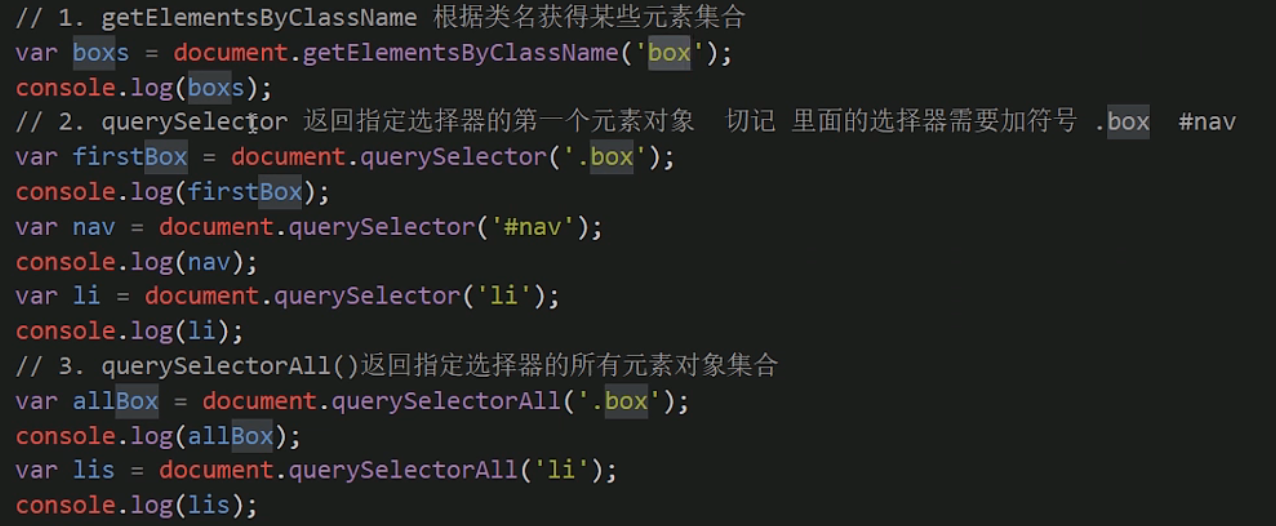 // 1. getElementsByClassName 根据类名获得某些元素集合
var boxs = document.getElementsByClassName('box');
console.log(boxs);
// 2. querySelector 返回指定选择器的第一个元素对象  切记 里面的选择器需要加符号 .box  #nav
var firstBox = document.querySelector('.box');
console.log(firstBox);
var nav = document.querySelector('#nav');
console.log(nav);
var li = document.querySelector('li');
console.log(li);
// 3. querySelectorAll()返回指定选择器的所有元素对象集合
var allBox = document.querySelectorAll('.box');
console.log(allBox);
var lis = document.querySelectorAll('li');
console.log(lis);